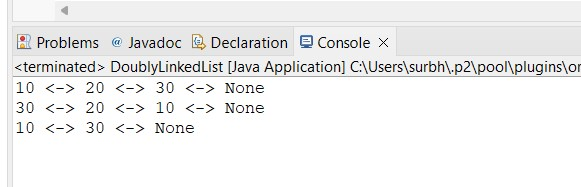 Problems @ Javadoc Declaration Console
<terminated> DoublyLinkedList [Java Application] C:\Users\surbh\.p2\pool\plugins\or
10 <-> 20 <-> 30 <-> None
30 <-> 20 <-> 10 <-> None
10 <-> 30 <-> None